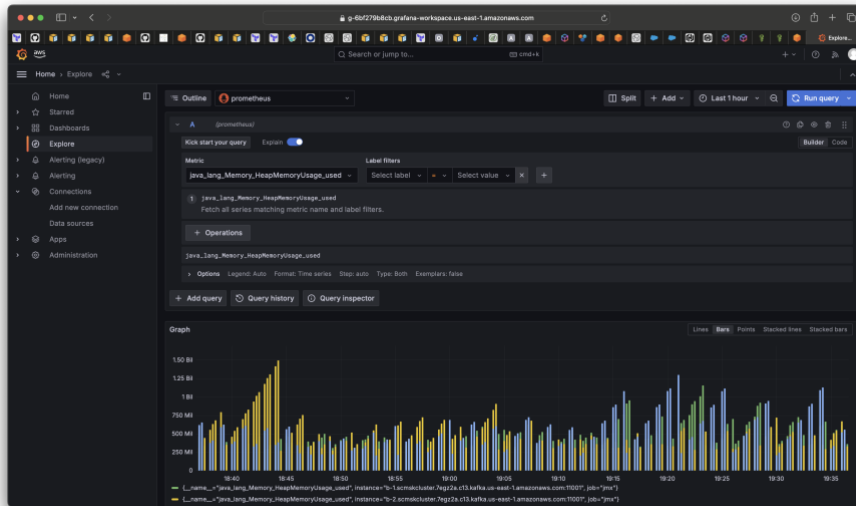 g-6bf279b8cb.grafana-workspace.us-east-1.amazonaws.com
Explore...
aws
Search or jump to...
cmd+k
Home › Explore
Home
Starred
Dashboards
Explore
Alerting (legacy)
Alerting
Connections
Add new connection
Data sources
Apps
Administration
Outline
prometheus
Split
+ Add
Last 1 hour
Run query
A
(prometheus)
Kick start your query
Explain
Builder
Code
Metric
Label filters
java_lang_Memory_HeapMemoryUsage_used
Select label
=
Select value
×
+
1 java_lang_Memory_HeapMemoryUsage_used
Fetch all series matching metric name and label filters.
+ Operations
java_lang_Memory_HeapMemoryUsage_used
› Options Legend: Auto Format: Time series Step: auto Type: Both Exemplars: false
+ Add query
Query history
Query inspector
Graph
Lines Bars Points Stacked lines Stacked bars
1.50 Bil
1.25 Bil
1 Bil
750 Mil
500 Mil
250 Mil
0
18:40 18:45 18:50 18:55 19:00 19:05 19:10 19:15 19:20 19:25 19:30 19:35
{__name__="java_lang_Memory_HeapMemoryUsage_used", instance="b-1.scmskcluster.7egz2a.c13.kafka.us-east-1.amazonaws.com:11001", job="jmx"}
{__name__="java_lang_Memory_HeapMemoryUsage_used", instance="b-2.scmskcluster.7egz2a.c13.kafka.us-east-1.amazonaws.com:11001", job="jmx"}